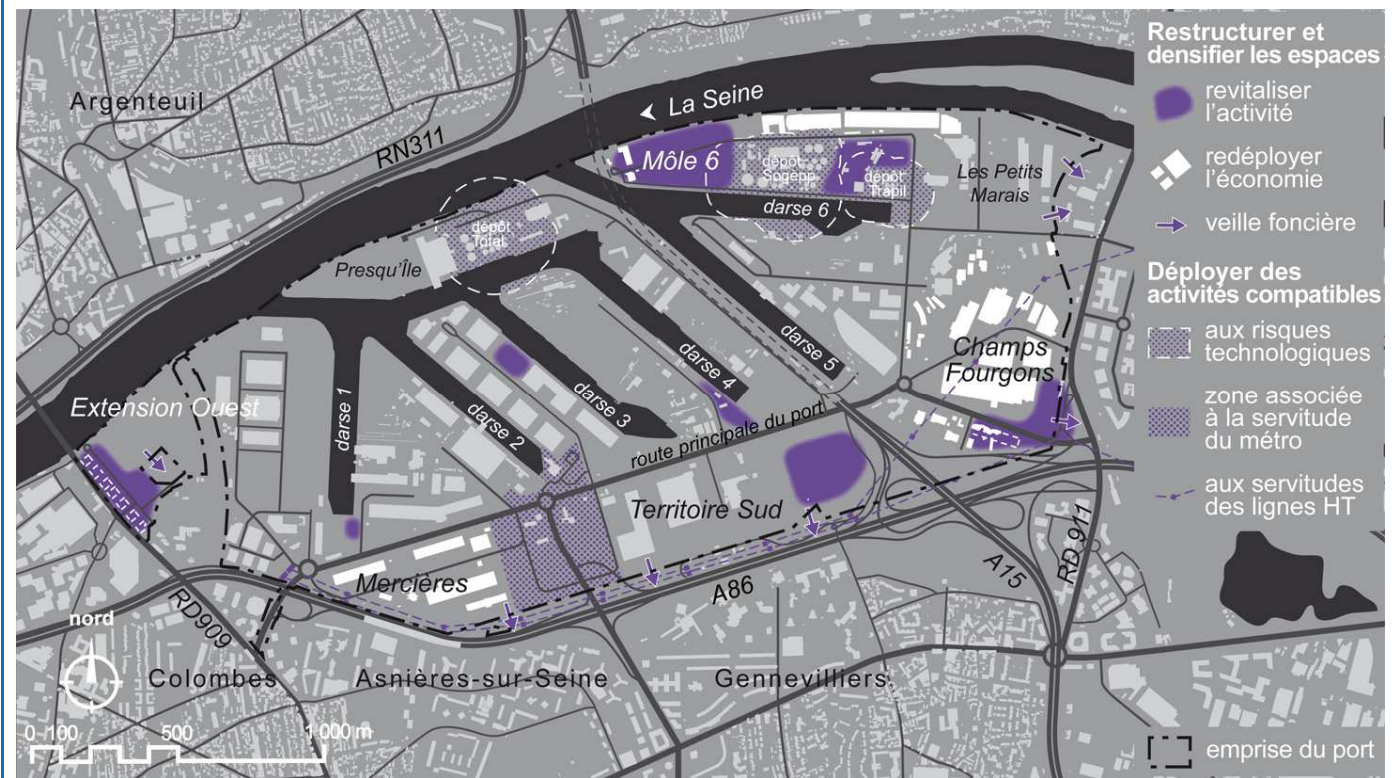 Argenteuil
RN311
La Seine
Môle 6
dépôt
Sogepp
dépôt
Trapil
Les Petits
Marais
darse 6
dépôt
Total
Presqu'Île
Extension Ouest
darse 1
darse 2
darse 3
darse 4
darse 5
Champs
Fourgons
route principale du port
Territoire Sud
Mercières
A86
A15
RD 911
RD909
nord
Colombes
Asnières-sur-Seine
Gennevilliers
0 100 500 1 000 m
Restructurer et
densifier les espaces
revitaliser
l'activité
redéployer
l'économie
veille foncière
Déployer des
activités compatibles
aux risques
technologiques
zone associée
à la servitude
du métro
aux servitudes
des lignes HT
emprise du port